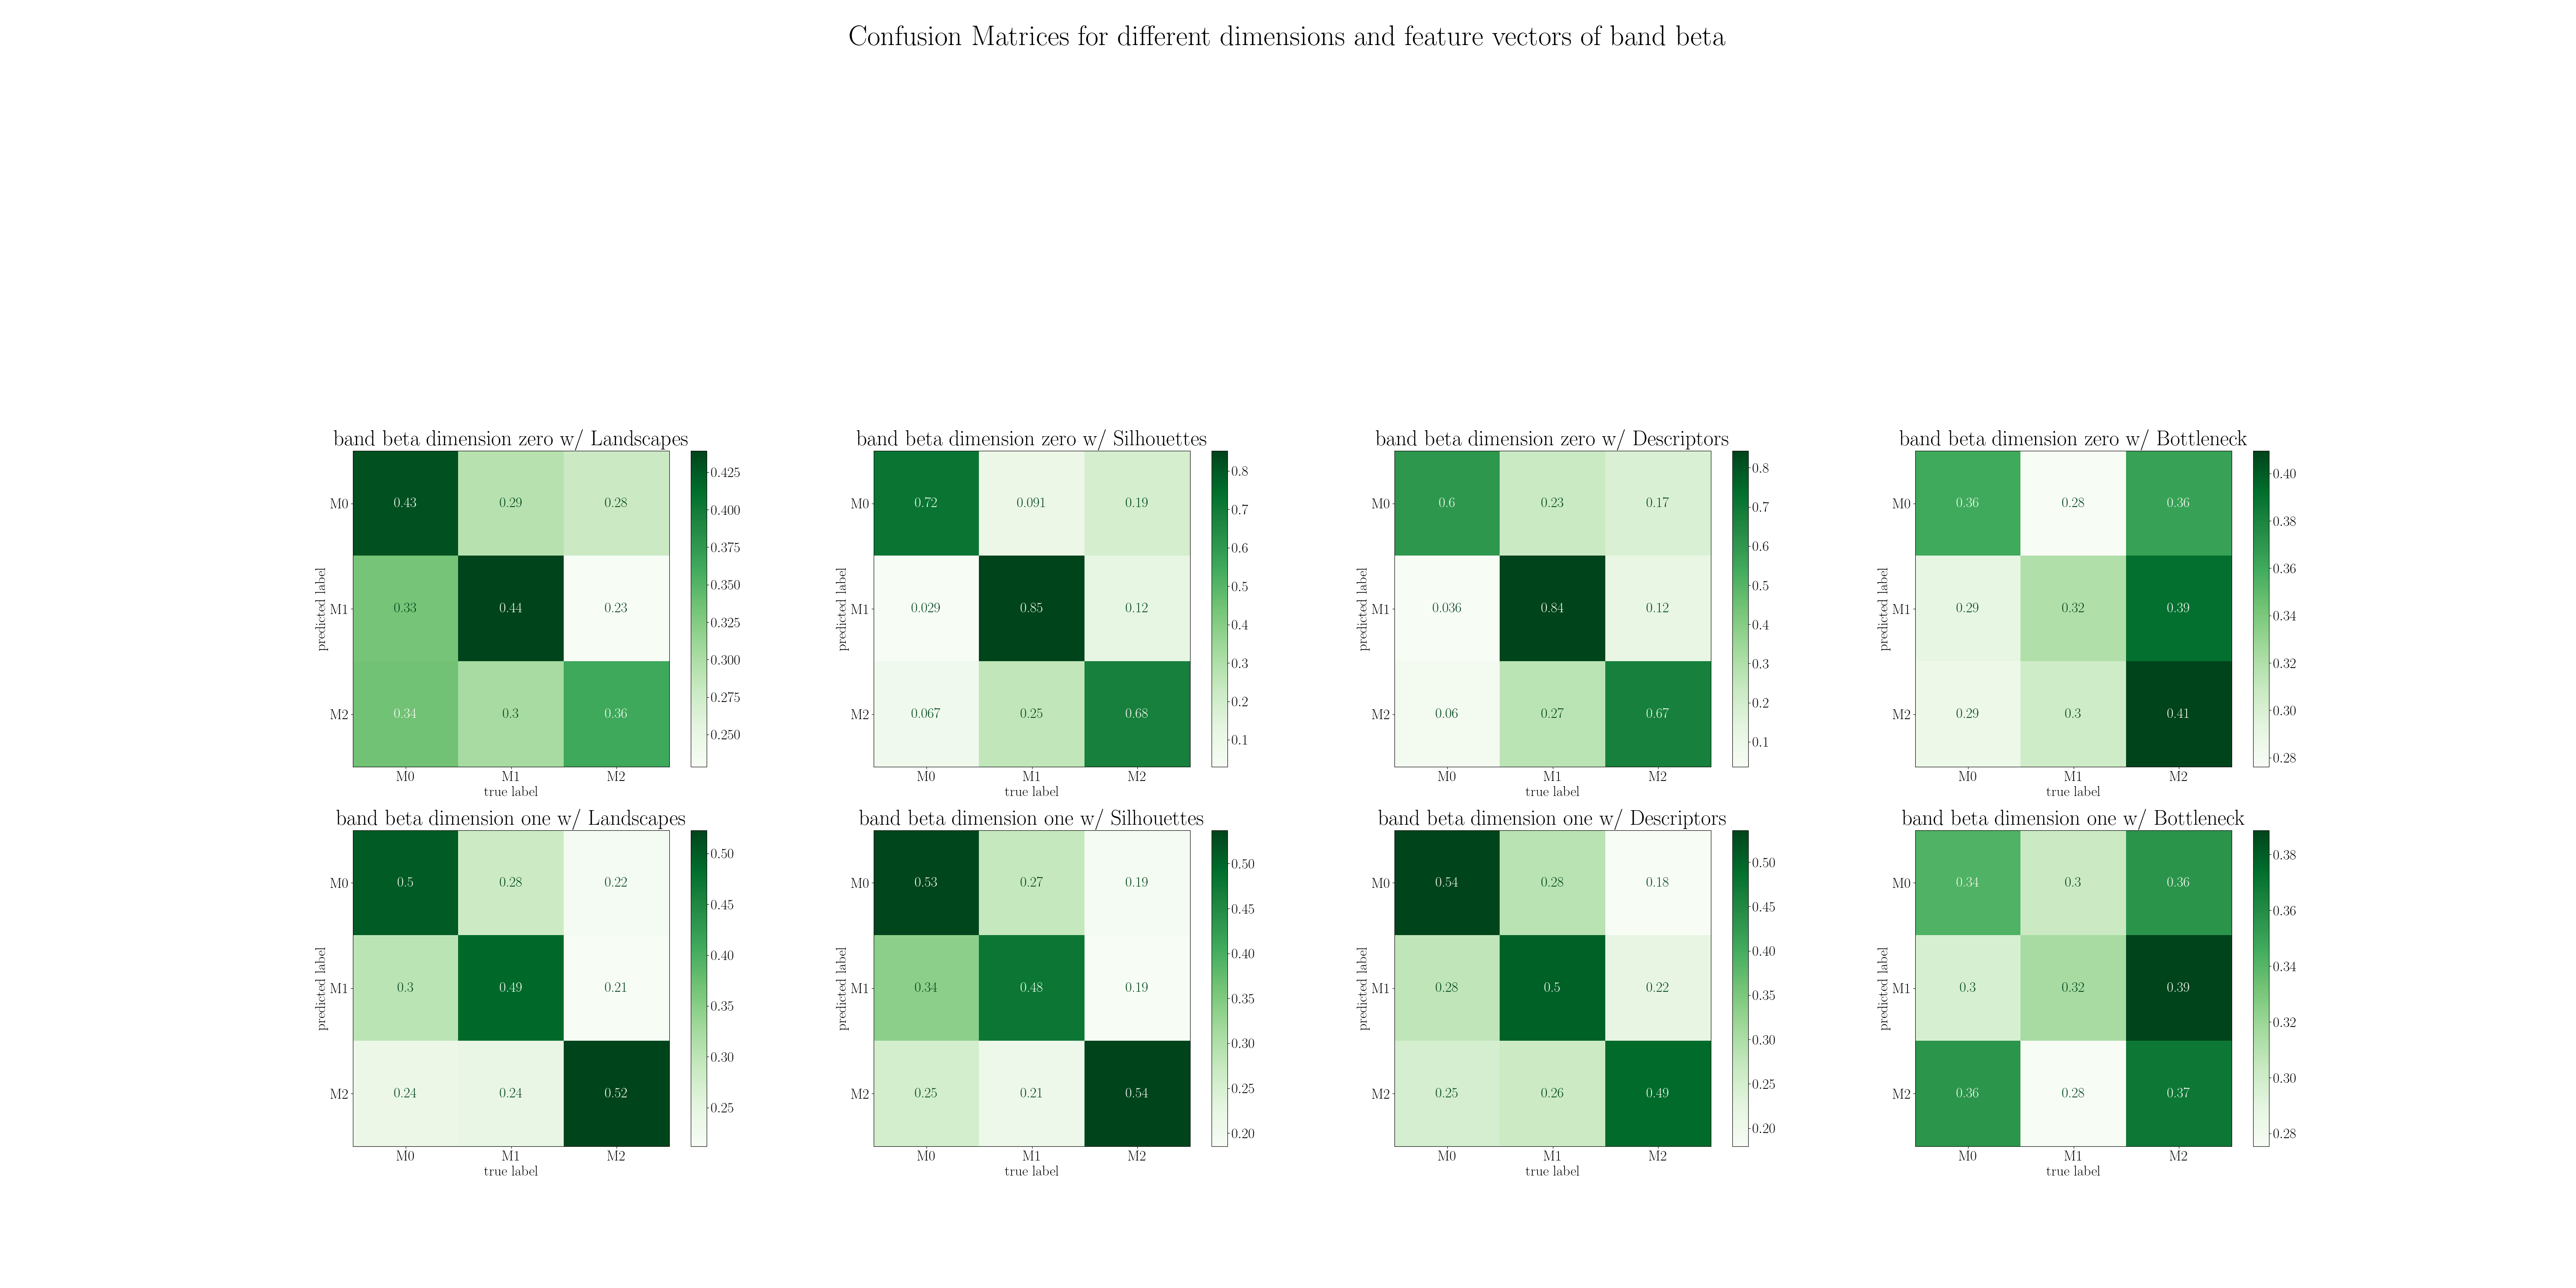 Confusion Matrices for different dimensions and feature vectors of band beta
band beta dimension zero w/ Landscapes
predicted label
M0 0.43 0.29 0.28
M1 0.33 0.44 0.23
M2 0.34 0.3 0.36
M0 M1 M2
true label
0.425
0.400
0.375
0.350
0.325
0.300
0.275
0.250
band beta dimension zero w/ Silhouettes
predicted label
M0 0.72 0.091 0.19
M1 0.029 0.85 0.12
M2 0.067 0.25 0.68
M0 M1 M2
true label
0.8
0.7
0.6
0.5
0.4
0.3
0.2
0.1
band beta dimension zero w/ Descriptors
predicted label
M0 0.6 0.23 0.17
M1 0.036 0.84 0.12
M2 0.06 0.27 0.67
M0 M1 M2
true label
0.8
0.7
0.6
0.5
0.4
0.3
0.2
0.1
band beta dimension zero w/ Bottleneck
predicted label
M0 0.36 0.28 0.36
M1 0.29 0.32 0.39
M2 0.29 0.3 0.41
M0 M1 M2
true label
0.40
0.38
0.36
0.34
0.32
0.30
0.28
band beta dimension one w/ Landscapes
predicted label
M0 0.5 0.28 0.22
M1 0.3 0.49 0.21
M2 0.24 0.24 0.52
M0 M1 M2
true label
0.50
0.45
0.40
0.35
0.30
0.25
band beta dimension one w/ Silhouettes
predicted label
M0 0.53 0.27 0.19
M1 0.34 0.48 0.19
M2 0.25 0.21 0.54
M0 M1 M2
true label
0.50
0.45
0.40
0.35
0.30
0.25
0.20
band beta dimension one w/ Descriptors
predicted label
M0 0.54 0.28 0.18
M1 0.28 0.5 0.22
M2 0.25 0.26 0.49
M0 M1 M2
true label
0.50
0.45
0.40
0.35
0.30
0.25
0.20
band beta dimension one w/ Bottleneck
predicted label
M0 0.34 0.3 0.36
M1 0.3 0.32 0.39
M2 0.36 0.28 0.37
M0 M1 M2
true label
0.38
0.36
0.34
0.32
0.30
0.28